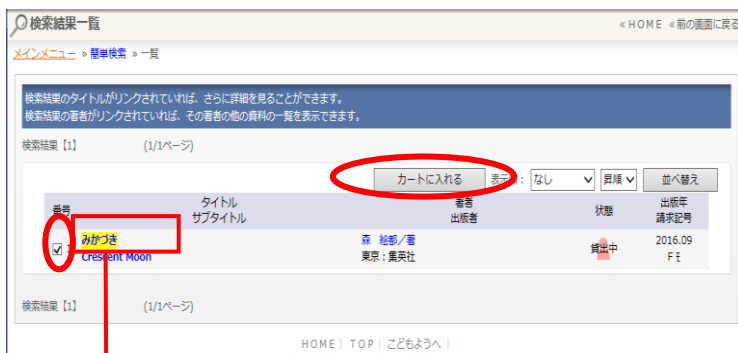 検索結果一覧
«HOME «前の画面に戻る
メインメニュー » 簡単検索 » 一覧
検索結果のタイトルがリンクされていれば、さらに詳細を見ることができます。
検索結果の著者がリンクされていれば、その著者の他の資料の一覧を表示できます。
検索結果【1】 (1/1ページ)
カートに入れる 表示順: なし 昇順 並べ替え
番号 タイトル サブタイトル 著者 出版者 状態 出版年 請求記号
1 みかづき 森 絵都/著 貸出中 2016.09
Crescent Moon 東京:集英社 F モ
検索結果【1】 (1/1ページ)
HOME | TOP | こどもようへ |